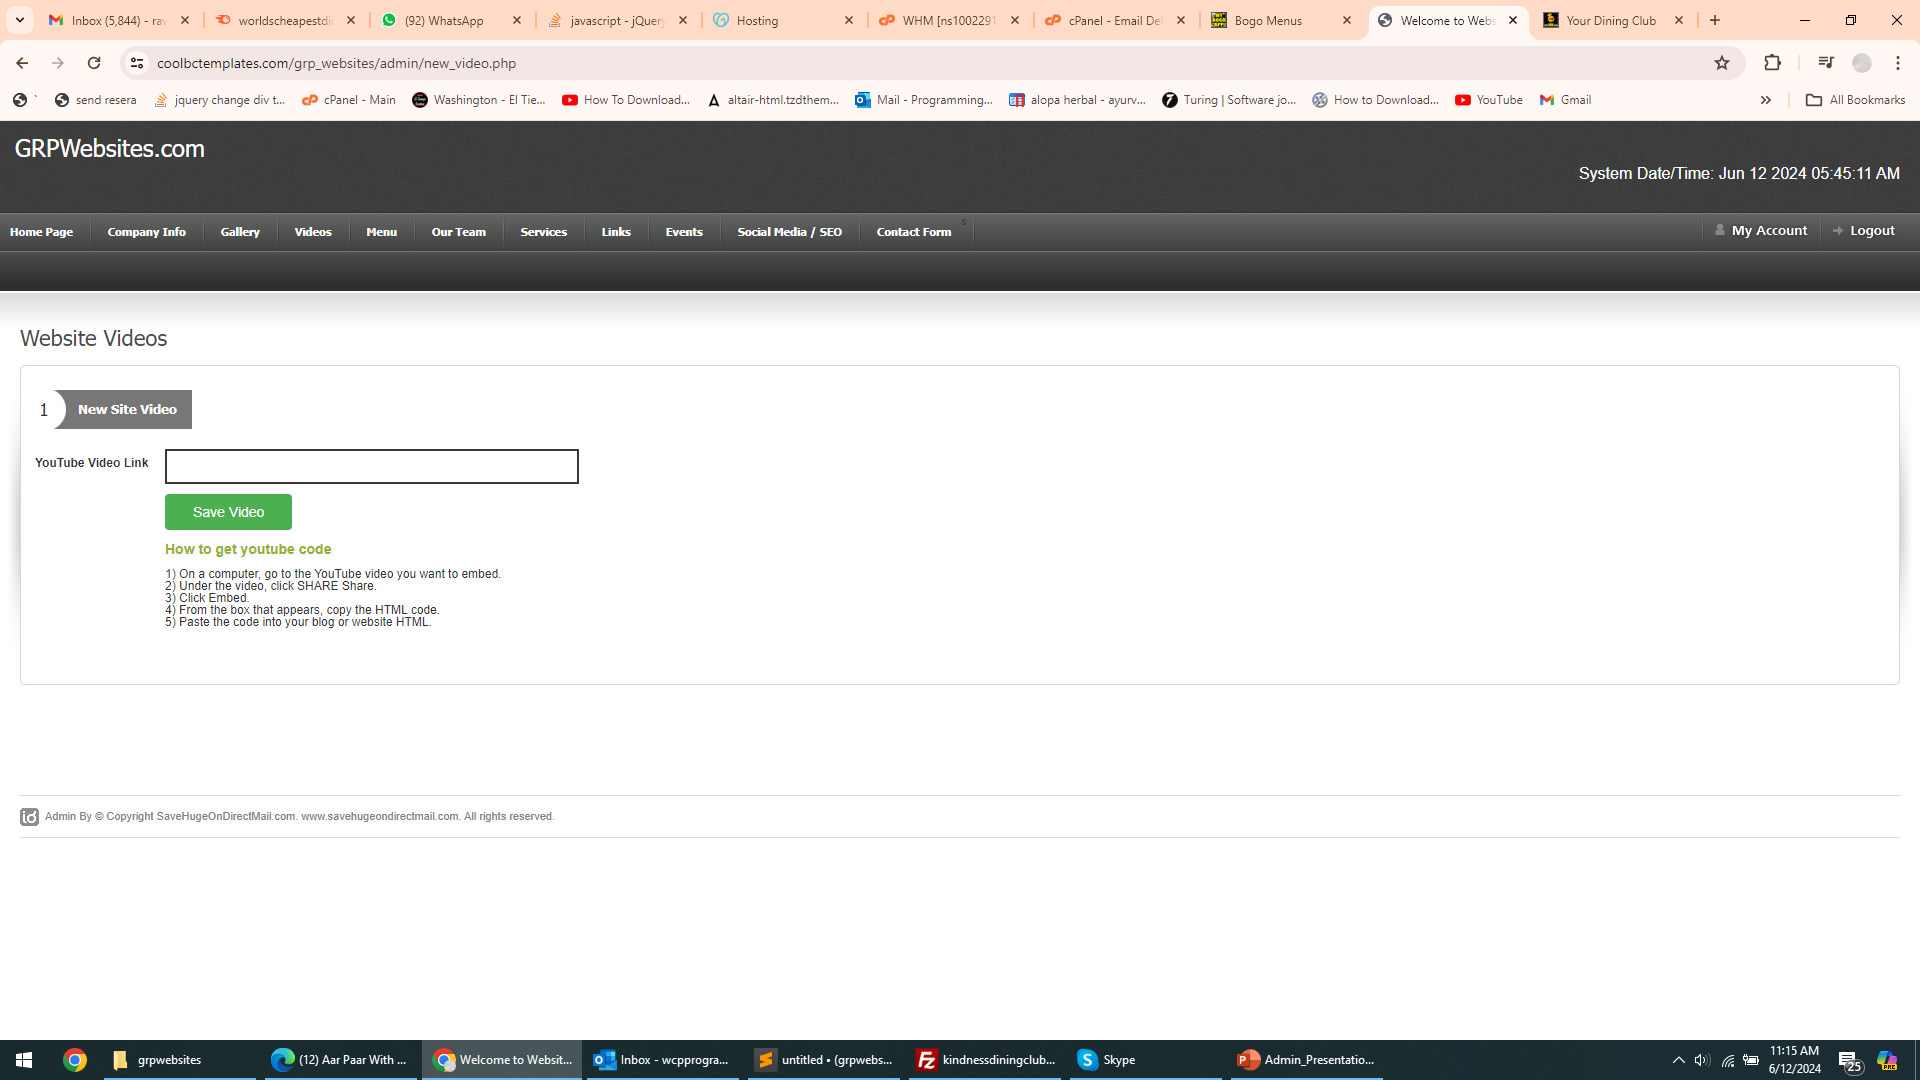 Inbox (5,844) - rav
worldscheapestdi
(92) WhatsApp
javascript - jQuery
Hosting
WHM [ns1002291
cPanel - Email De
Bogo Menus
Welcome to Webs
Your Dining Club
coolbctemplates.com/grp_websites/admin/new_video.php
send resera
jquery change div t...
cPanel - Main
Washington - El Tie...
How To Download...
altair-html.tzdthem...
Mail - Programming...
alopa herbal - ayurv...
Turing | Software jo...
How to Download...
YouTube
Gmail
All Bookmarks
GRPWebsites.com
System Date/Time: Jun 12 2024 05:45:11 AM
Home Page
Company Info
Gallery
Videos
Menu
Our Team
Services
Links
Events
Social Media / SEO
Contact Form
s
My Account
Logout
Website Videos
1
New Site Video
YouTube Video Link
Save Video
How to get youtube code
1) On a computer, go to the YouTube video you want to embed.
2) Under the video, click SHARE Share.
3) Click Embed.
4) From the box that appears, copy the HTML code.
5) Paste the code into your blog or website HTML.
Admin By © Copyright SaveHugeOnDirectMail.com. www.savehugeondirectmail.com. All rights reserved.
grpwebsites
(12) Aar Paar With ...
Welcome to Websit...
Inbox - wcpprogra...
untitled • (grpwebs...
kindnessdiningclub...
Skype
Admin_Presentatio...
11:15 AM
6/12/2024
25